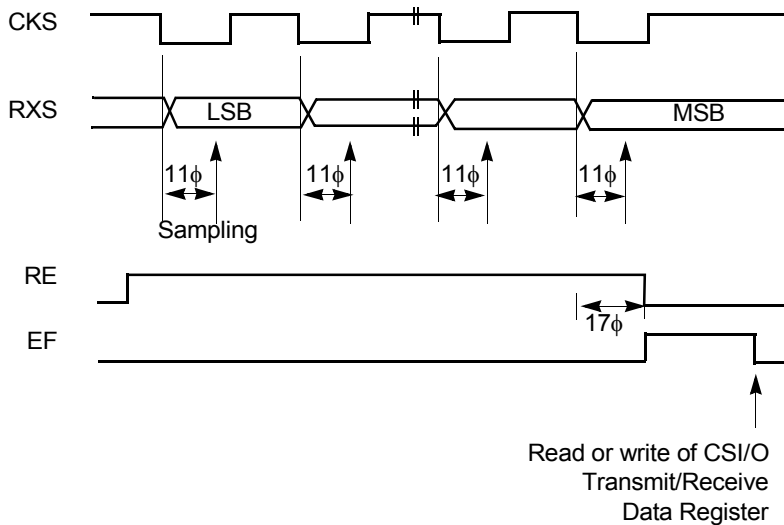 CKS
RXS
LSB
MSB
11ϕ
11ϕ
11ϕ
11ϕ
Sampling
RE
17ϕ
EF
Read or write of CSI/O
Transmit/Receive
Data Register